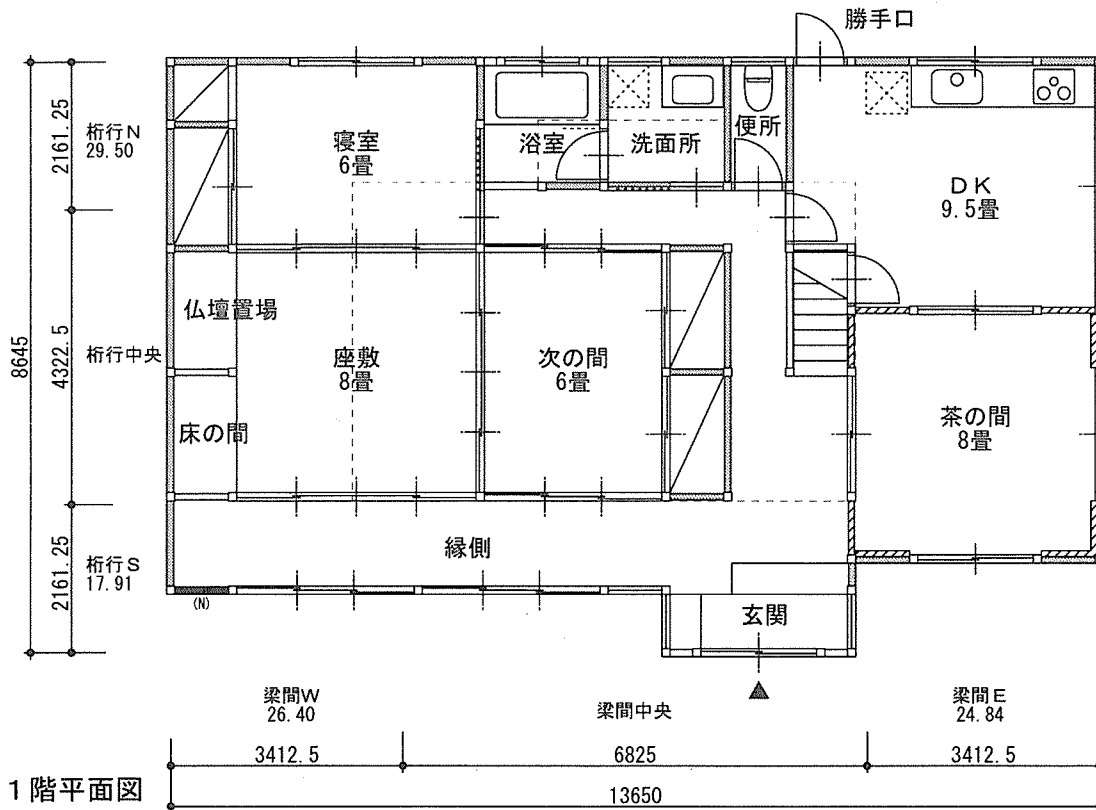 勝手口
2161.25
桁行N
29.50
寝室
6畳
浴室
洗面所
便所
DK
9.5畳
8645
4322.5
桁行中央
仏壇置場
座敷
8畳
次の間
6畳
床の間
茶の間
8畳
2161.25
桁行S
17.91
縁側
(N)
玄関
梁間W
26.40
梁間中央
梁間E
24.84
3412.5
6825
3412.5
1階平面図
13650